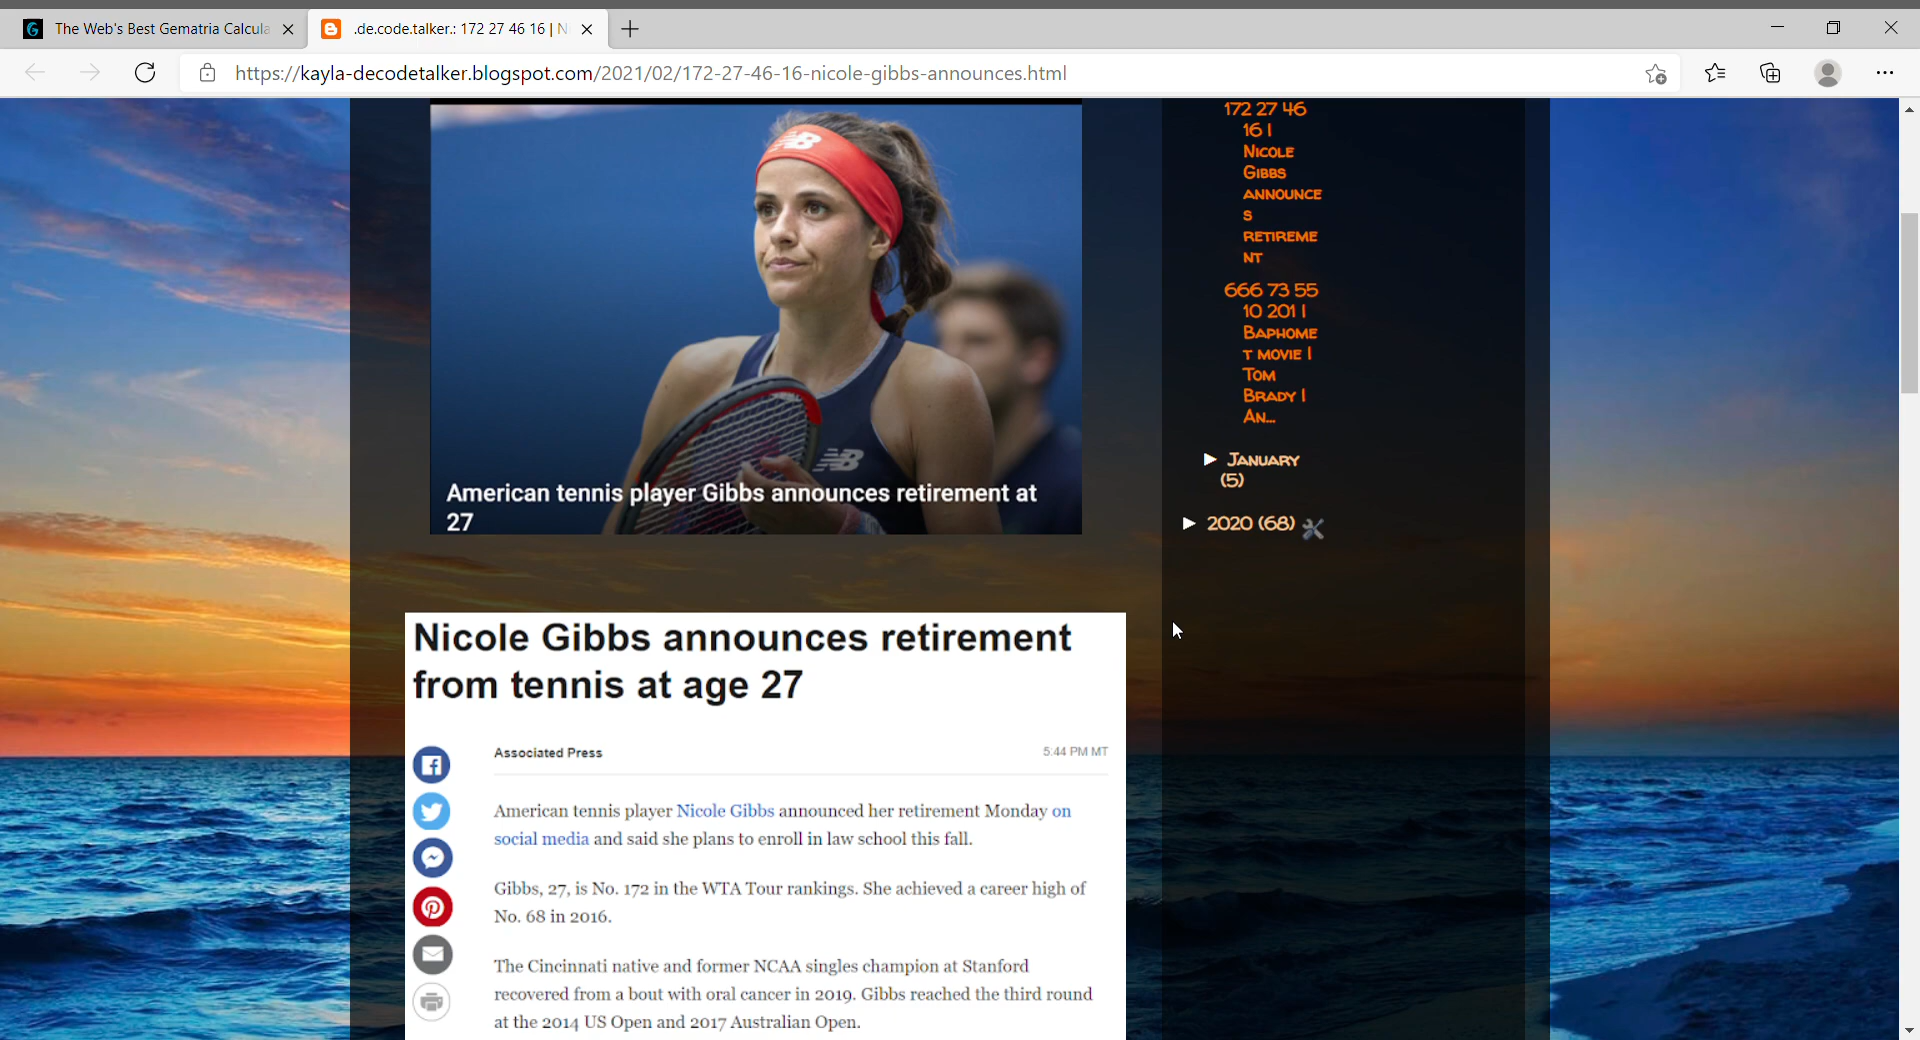 The Web's Best Gematria Calcula
.de.code.talker.: 172 27 46 16 | N
https://kayla-decodetalker.blogspot.com/2021/02/172-27-46-16-nicole-gibbs-announces.html
American tennis player Gibbs announces retirement at
27
Nicole Gibbs announces retirement
from tennis at age 27
Associated Press
5:44 PM MT
American tennis player Nicole Gibbs announced her retirement Monday on
social media and said she plans to enroll in law school this fall.
Gibbs, 27, is No. 172 in the WTA Tour rankings. She achieved a career high of
No. 68 in 2016.
The Cincinnati native and former NCAA singles champion at Stanford
recovered from a bout with oral cancer in 2019. Gibbs reached the third round
at the 2014 US Open and 2017 Australian Open.
172 27 46
16 |
Nicole
Gibbs
announce
s
retireme
nt
666 73 55
10 201 |
Baphome
t movie |
Tom
Brady |
An...
► January
(5)
► 2020 (68)